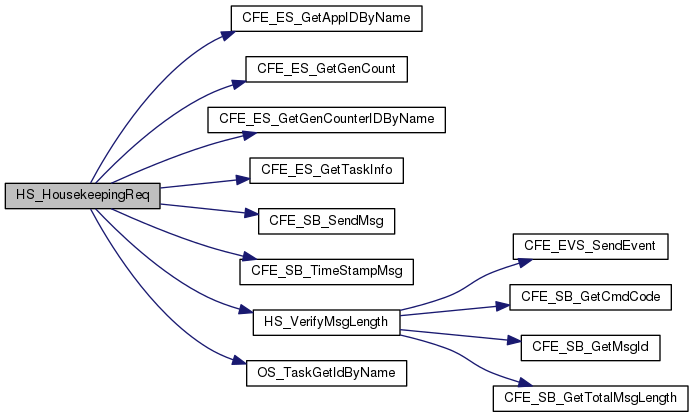 CFE_ES_GetAppIDByName
CFE_ES_GetGenCount
CFE_ES_GetGenCounterIDByName
CFE_ES_GetTaskInfo
HS_HousekeepingReq
CFE_SB_SendMsg
CFE_EVS_SendEvent
CFE_SB_TimeStampMsg
CFE_SB_GetCmdCode
HS_VerifyMsgLength
CFE_SB_GetMsgId
OS_TaskGetIdByName
CFE_SB_GetTotalMsgLength